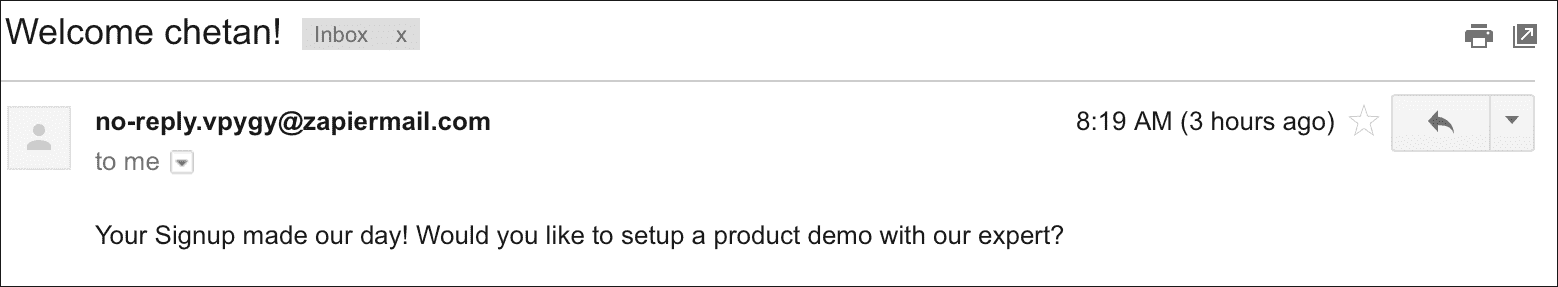 Welcome chetan! Inbox x
no-reply.vpygy@zapiermail.com 8:19 AM (3 hours ago)
to me
Your Signup made our day! Would you like to setup a product demo with our expert?